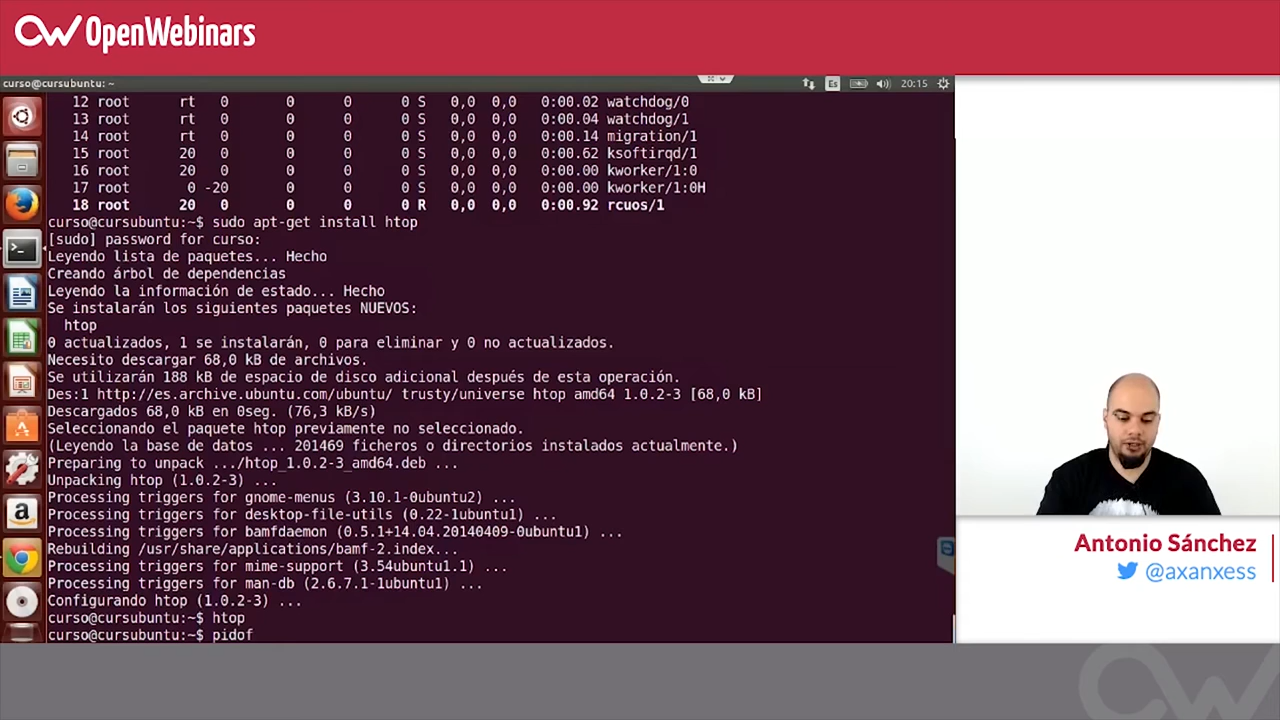 OpenWebinars
curso@cursubuntu: ~
Es
20:15
12 root rt 0 0 0 0 S 0,0 0,0 0:00.02 watchdog/0
13 root rt 0 0 0 0 S 0,0 0,0 0:00.04 watchdog/1
14 root rt 0 0 0 0 S 0,0 0,0 0:00.14 migration/1
15 root 20 0 0 0 0 S 0,0 0,0 0:00.62 ksoftirqd/1
16 root 20 0 0 0 0 S 0,0 0,0 0:00.00 kworker/1:0
17 root 0 -20 0 0 0 S 0,0 0,0 0:00.00 kworker/1:0H
18 root 20 0 0 0 0 R 0,0 0,0 0:00.92 rcuos/1
curso@cursubuntu:~$ sudo apt-get install htop
[sudo] password for curso:
Leyendo lista de paquetes... Hecho
Creando árbol de dependencias
Leyendo la información de estado... Hecho
Se instalarán los siguientes paquetes NUEVOS:
htop
0 actualizados, 1 se instalarán, 0 para eliminar y 0 no actualizados.
Necesito descargar 68,0 kB de archivos.
Se utilizarán 188 kB de espacio de disco adicional después de esta operación.
Des:1 http://es.archive.ubuntu.com/ubuntu/ trusty/universe htop amd64 1.0.2-3 [68,0 kB]
Descargados 68,0 kB en 0seg. (76,3 kB/s)
Seleccionando el paquete htop previamente no seleccionado.
(Leyendo la base de datos ... 201469 ficheros o directorios instalados actualmente.)
Preparing to unpack .../htop_1.0.2-3_amd64.deb ...
Unpacking htop (1.0.2-3) ...
Processing triggers for gnome-menus (3.10.1-0ubuntu2) ...
Processing triggers for desktop-file-utils (0.22-1ubuntu1) ...
Processing triggers for bamfdaemon (0.5.1+14.04.20140409-0ubuntu1) ...
Rebuilding /usr/share/applications/bamf-2.index...
Processing triggers for mime-support (3.54ubuntu1.1) ...
Processing triggers for man-db (2.6.7.1-1ubuntu1) ...
Configurando htop (1.0.2-3) ...
curso@cursubuntu:~$ htop
curso@cursubuntu:~$ pidof
Antonio Sánchez
@axanxess